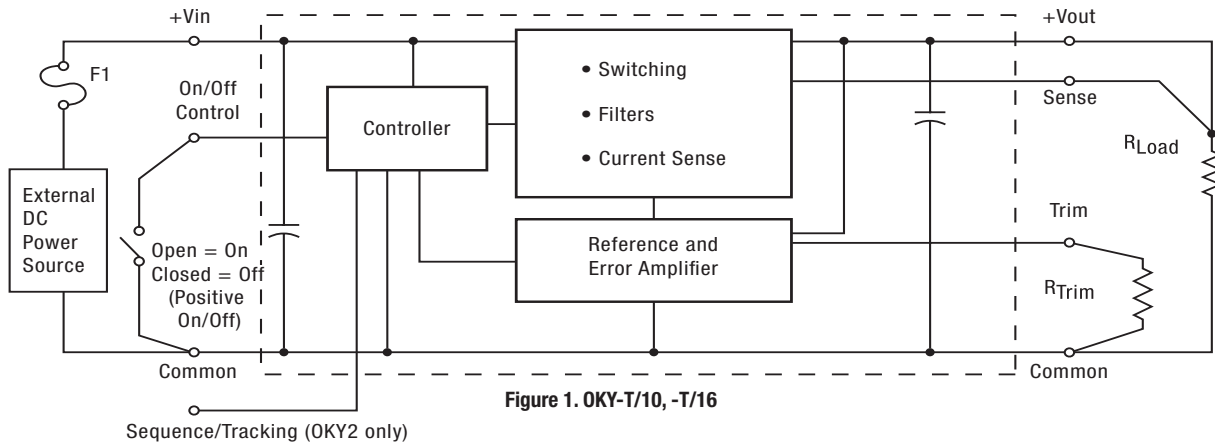 +Vin
+Vout
F1
On/Off
Control
• Switching
• Filters
• Current Sense
Controller
Sense
RLoad
External
DC
Power
Source
Open = On
Closed = Off
(Positive
On/Off)
Reference and
Error Amplifier
Trim
RTrim
Common
Common
Figure 1. OKY-T/10, -T/16
Sequence/Tracking (OKY2 only)